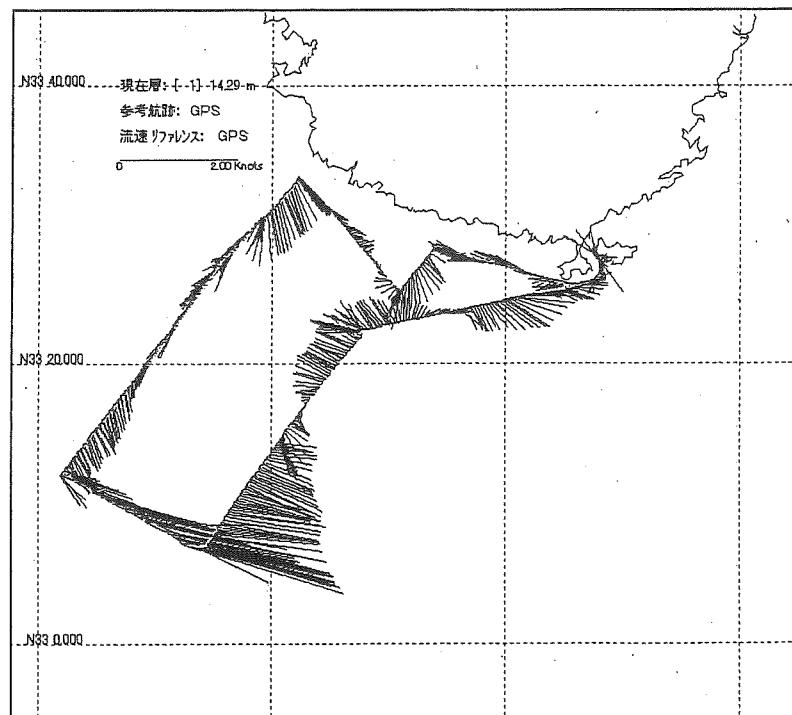 N33 40.000
現在層: [-1] -14.29 m
参考航跡: GPS
流速リファレンス: GPS
0 2.00 Knots
N33 20.000
N33 0.000